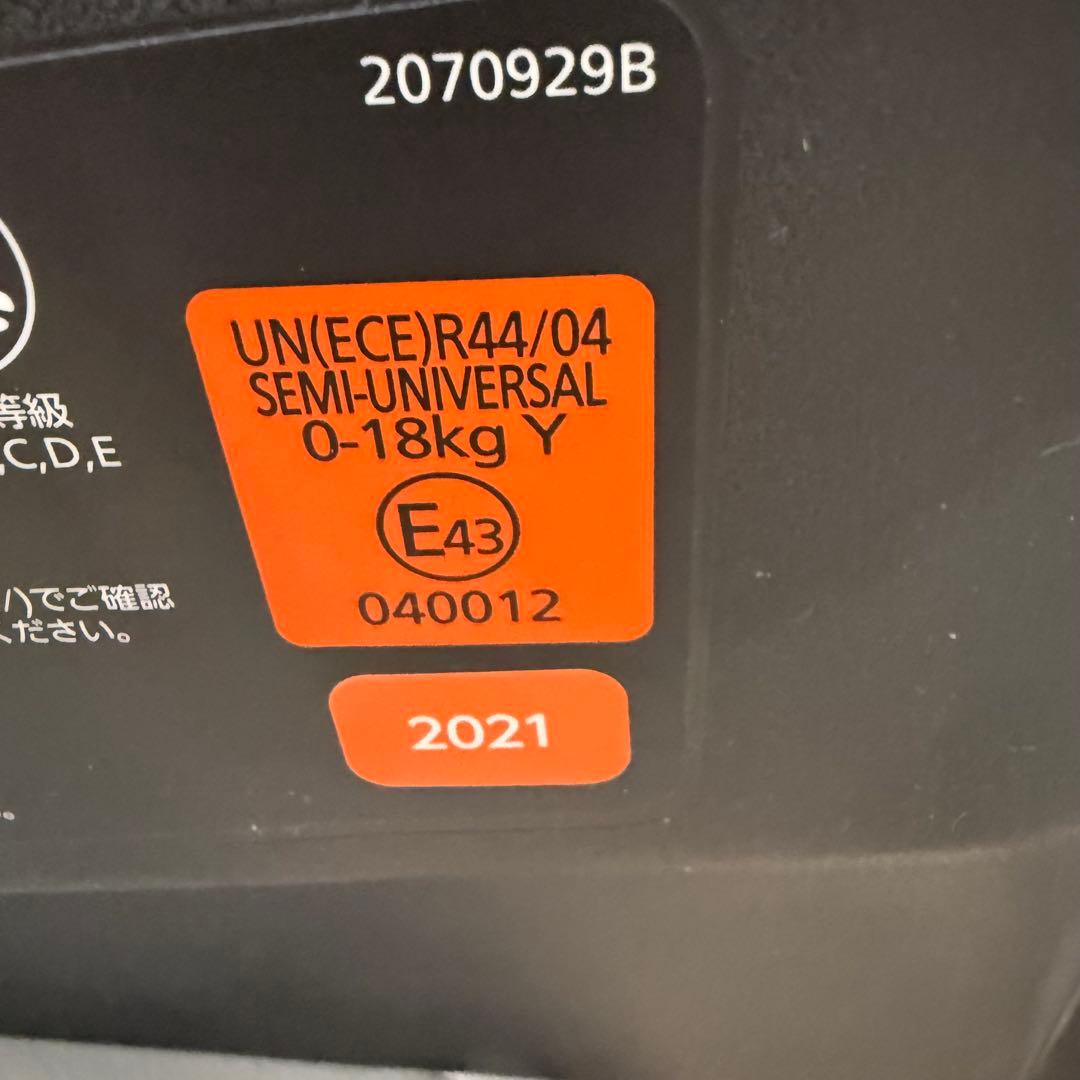 2070929B
UN(ECE)R44/04
SEMI-UNIVERSAL
0-18kg Y
等級
,C,D,E
E43
)でご確認
040012
ください。
2021